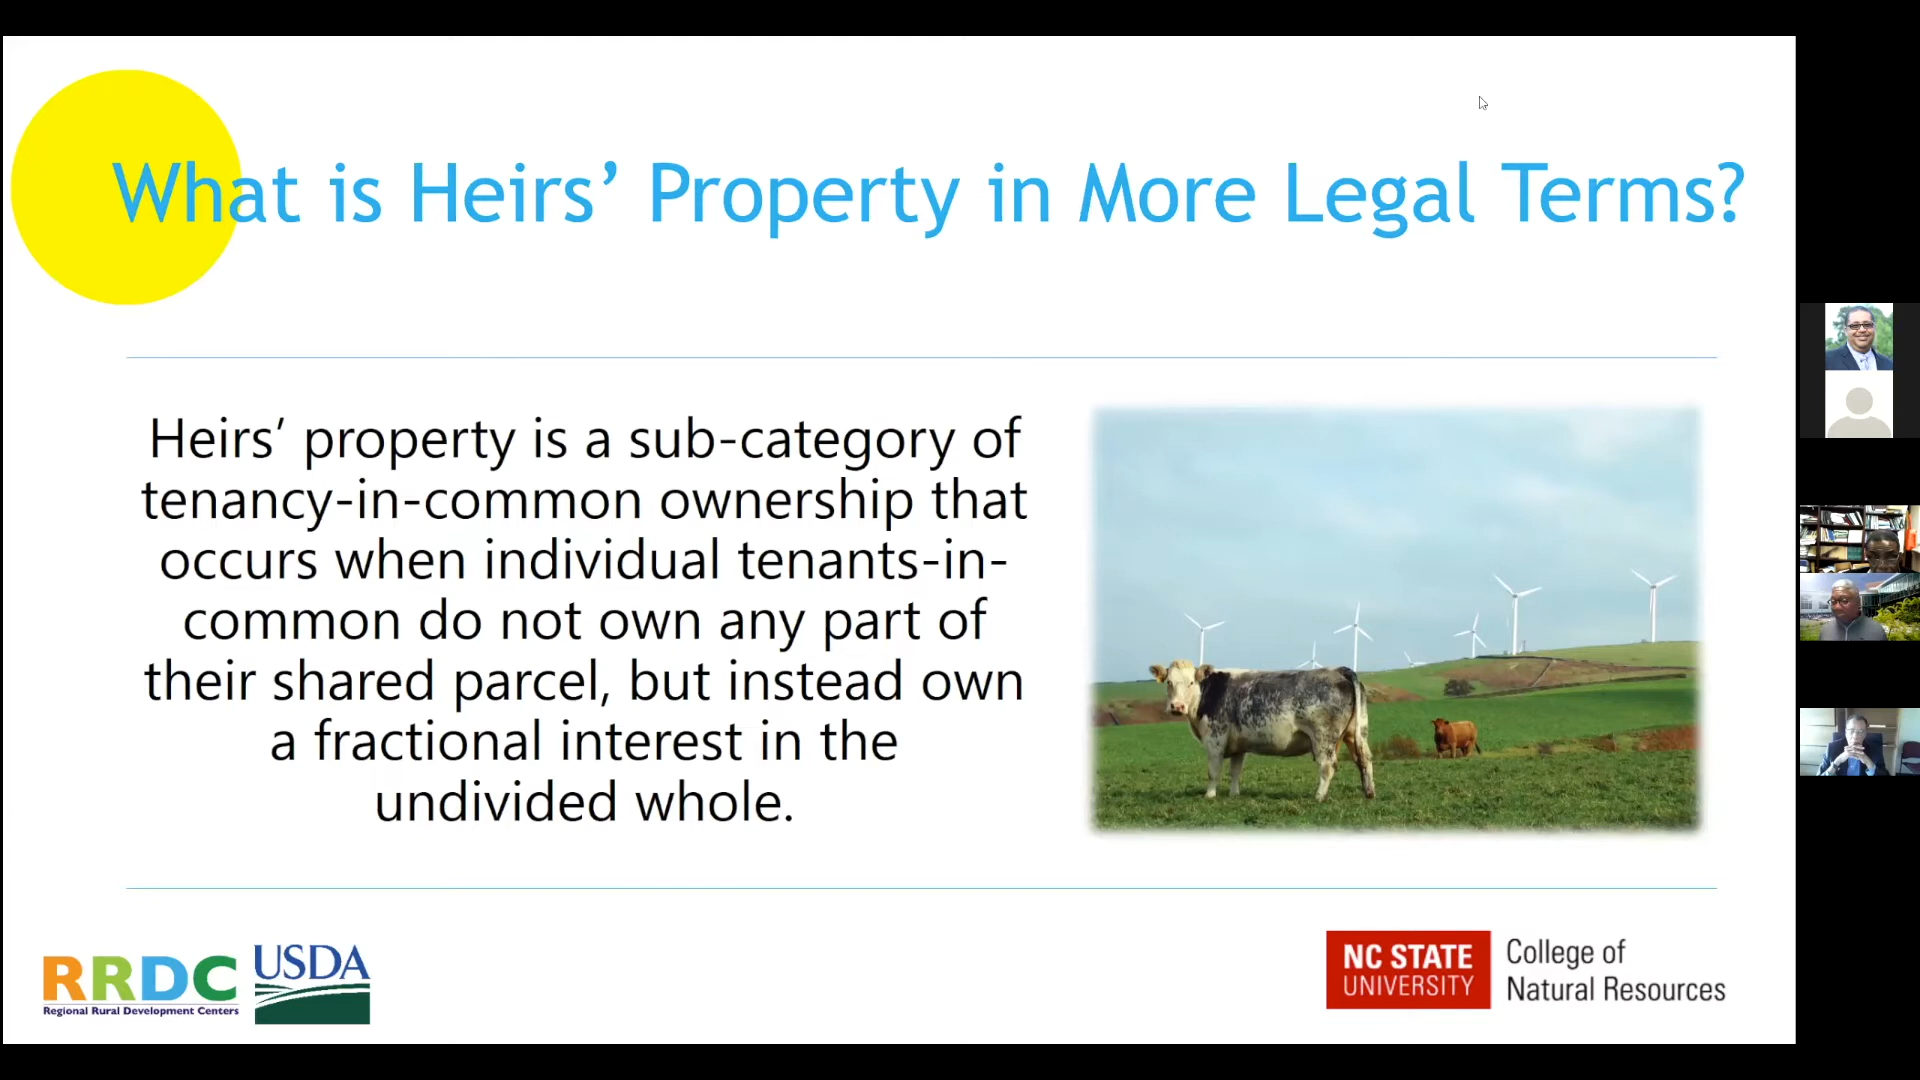 What is Heirs’ Property in More Legal Terms?
Heirs’ property is a sub-category of
tenancy-in-common ownership that
occurs when individual tenants-in-
common do not own any part of
their shared parcel, but instead own
a fractional interest in the
undivided whole.
RRDC
Regional Rural Development Centers
USDA
NC STATE
UNIVERSITY
College of
Natural Resources